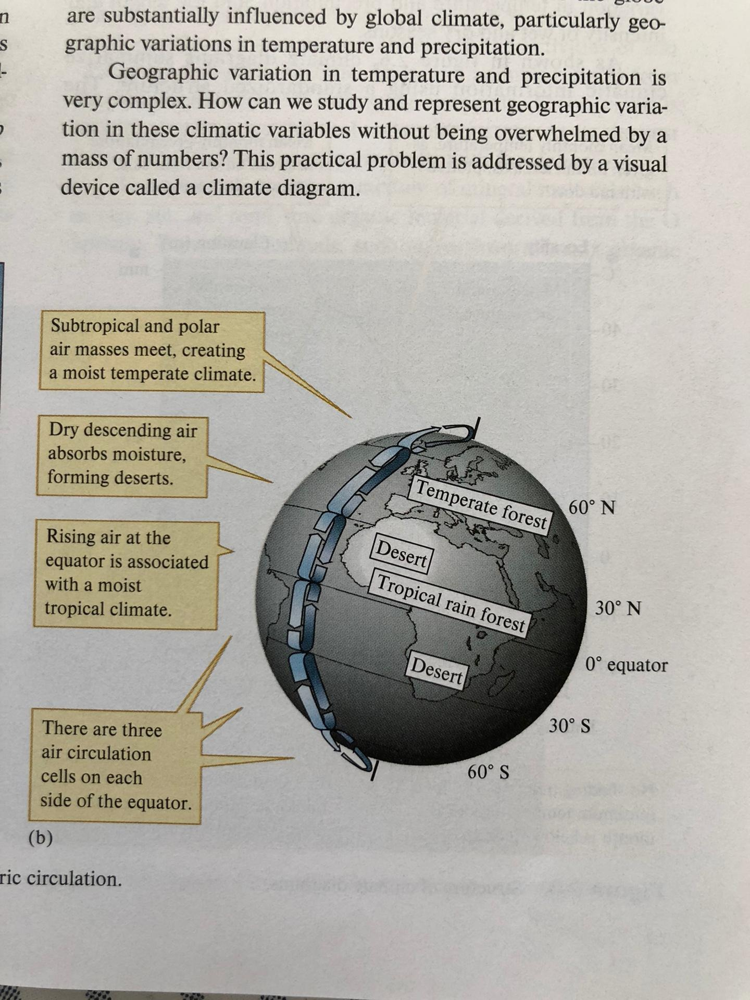 n
s
are substantially influenced by global climate, particularly geo-
graphic variations in temperature and precipitation.
Geographic variation in temperature and precipitation is
very complex. How can we study and represent geographic varia-
tion in these climatic variables without being overwhelmed by a
mass of numbers? This practical problem is addressed by a visual
device called a climate diagram.
Subtropical and polar
air masses meet, creating
a moist temperate climate.
Dry descending air
absorbs moisture,
forming deserts.
Rising air at the
equator is associated
with a moist
tropical climate.
There are three
air circulation
cells on each
side of the equator.
Temperate forest
Desert
Tropical rain forest
Desert
60° N
30° N
0° equator
30° S
60° S
(b)
ric circulation.